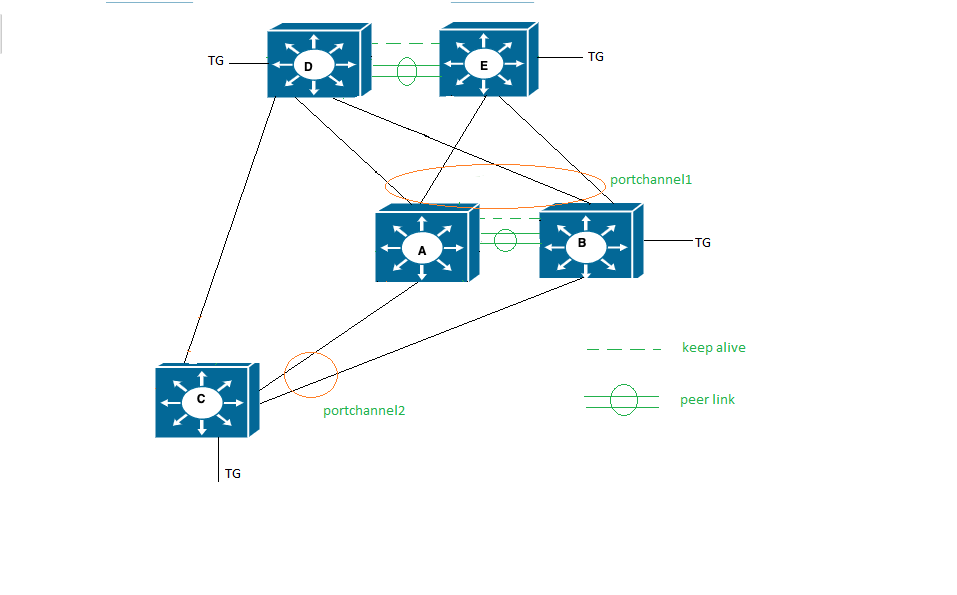 TG
D
E
TG
portchannel1
A
B
TG
keep alive
C
portchannel2
peer link
TG